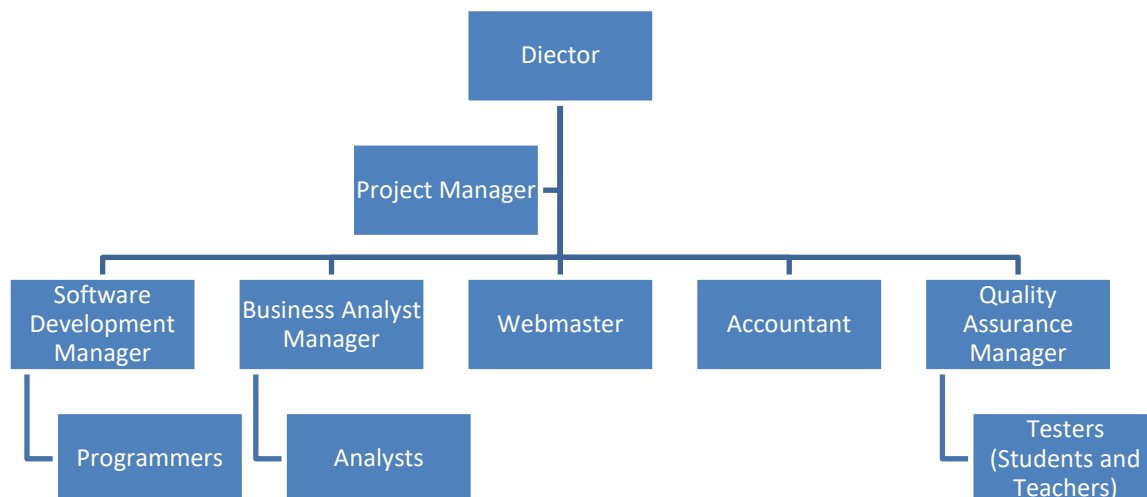 Diector
Project Manager
Software
Development
Manager
Business Analyst
Manager
Webmaster
Accountant
Quality
Assurance
Manager
Programmers
Analysts
Testers
(Students and
Teachers)